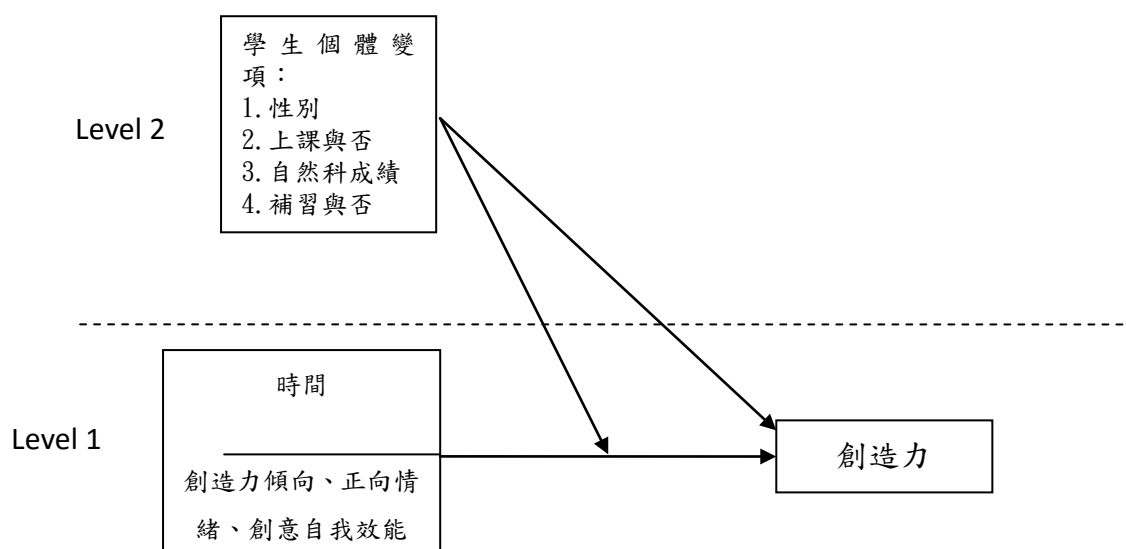 學生個體變
項：
1.性別
2.上課與否
3.自然科成績
4.補習與否
Level 2
時間
Level 1
創造力傾向、正向情
緒、創意自我效能
創造力